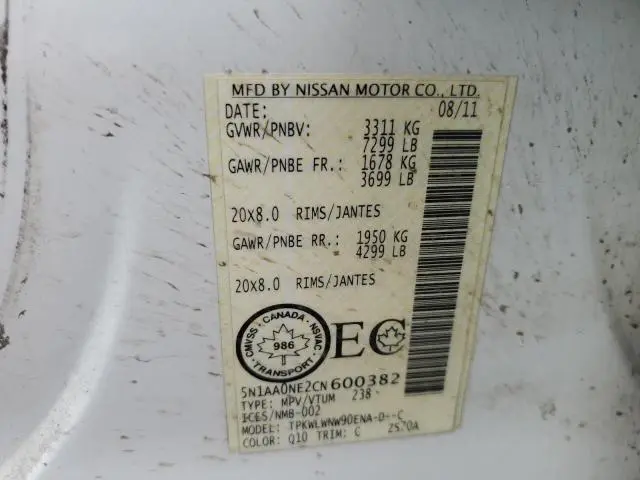 MFD BY NISSAN MOTOR CO., LTD.
DATE: 08/11
GVWR/PNBV: 3311 KG
7299 LB
GAWR/PNBE FR.: 1678 KG
3699 LB
20x8.0 RIMS/JANTES
GAWR/PNBE RR.: 1950 KG
4299 LB
20x8.0 RIMS/JANTES
CMVSS · CANADA · NSVAC
986
TRANSPORT
EC
5N1AA0NE2CN600382
TYPE: MPV/VTUM 238
ICES/NMB-002
MODEL: TPKWLWNW90ENA-D--C
COLOR: Q10 TRIM: C 2S70A